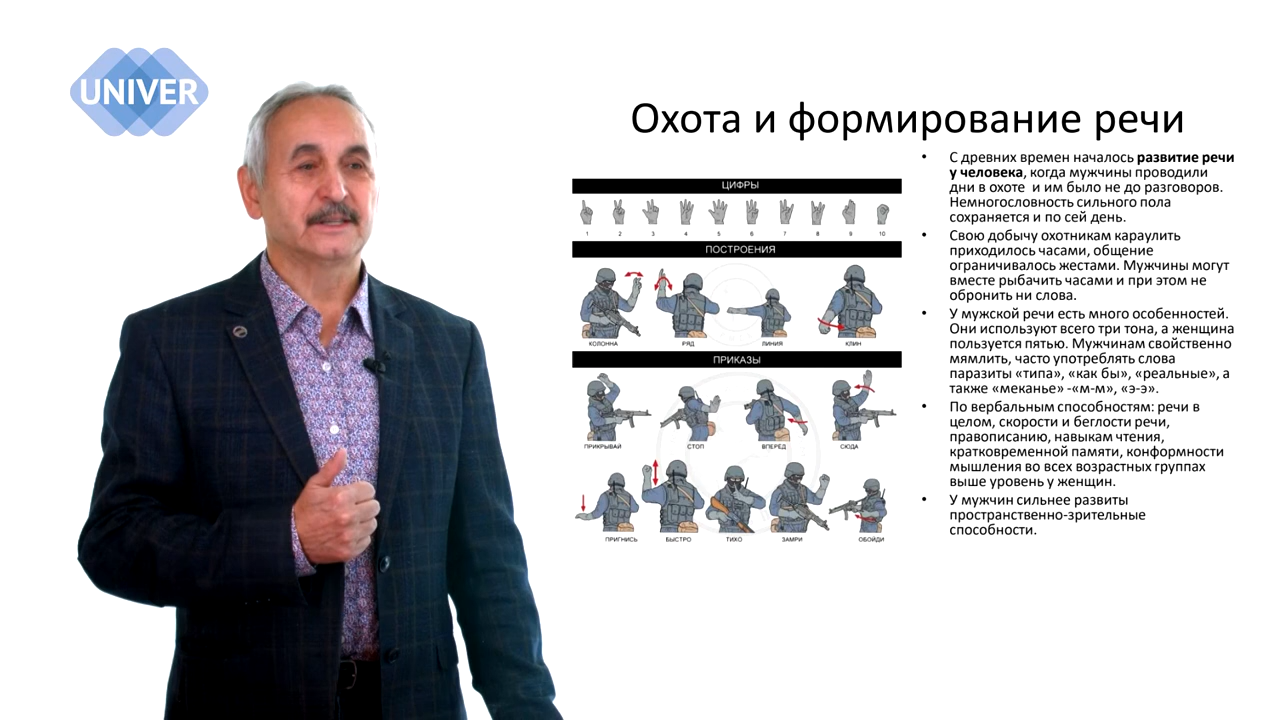 UNIVER
Охота и формирование речи
ЦИФРЫ
1 2 3 4 5 6 7 8 9 10
ПОСТРОЕНИЯ
КОЛОННА РЯД ЛИНИЯ КЛИН
ПРИКАЗЫ
ПРИКРЫВАЙ СТОП ВПЕРЁД СЮДА
ПРИГНИСЬ БЫСТРО ТИХО ЗАМРИ ОБОЙДИ
• С древних времен началось развитие речи
у человека, когда мужчины проводили
дни в охоте и им было не до разговоров.
Немногословность сильного пола
сохраняется и по сей день.
• Свою добычу охотникам караулить
приходилось часами, общение
ограничивалось жестами. Мужчины могут
вместе рыбачить часами и при этом не
обронить ни слова.
• У мужской речи есть много особенностей.
Они используют всего три тона, а женщина
пользуется пятью. Мужчинам свойственно
мямлить, часто употреблять слова
паразиты «типа», «как бы», «реальные», а
также «меканье» -«м-м», «э-э».
• По вербальным способностям: речи в
целом, скорости и беглости речи,
правописанию, навыкам чтения,
кратковременной памяти, конформности
мышления во всех возрастных группах
выше уровень у женщин.
• У мужчин сильнее развиты
пространственно-зрительные
способности.